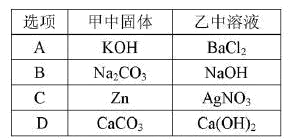 选项 甲中固体 乙中溶液
A KOH BaCl₂
B Na₂CO₃ NaOH
C Zn AgNO₃
D CaCO₃ Ca(OH)₂